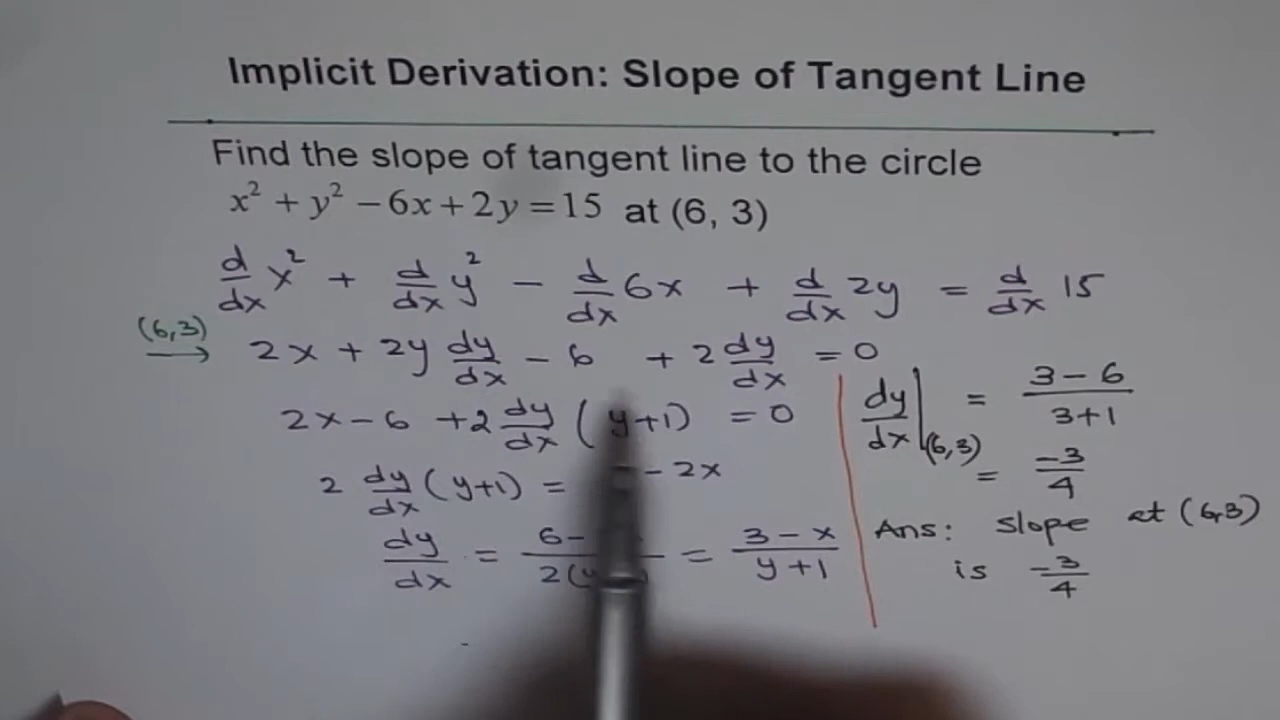 Implicit Derivation: Slope of Tangent Line
Find the slope of tangent line to the circle
x² + y² − 6x + 2y = 15 at (6, 3)
d/dx x² + d/dx y² − d/dx 6x + d/dx 2y = d/dx 15
(6,3) → 2x + 2y dy/dx − 6 + 2 dy/dx = 0
2x − 6 + 2 dy/dx (y+1) = 0
2 dy/dx (y+1) = − 2x
dy/dx = 6− / 2( = 3 − x / y + 1
dy/dx |(6,3) = 3 − 6 / 3 + 1
= −3/4
Ans: slope at (6,3)
is −3/4